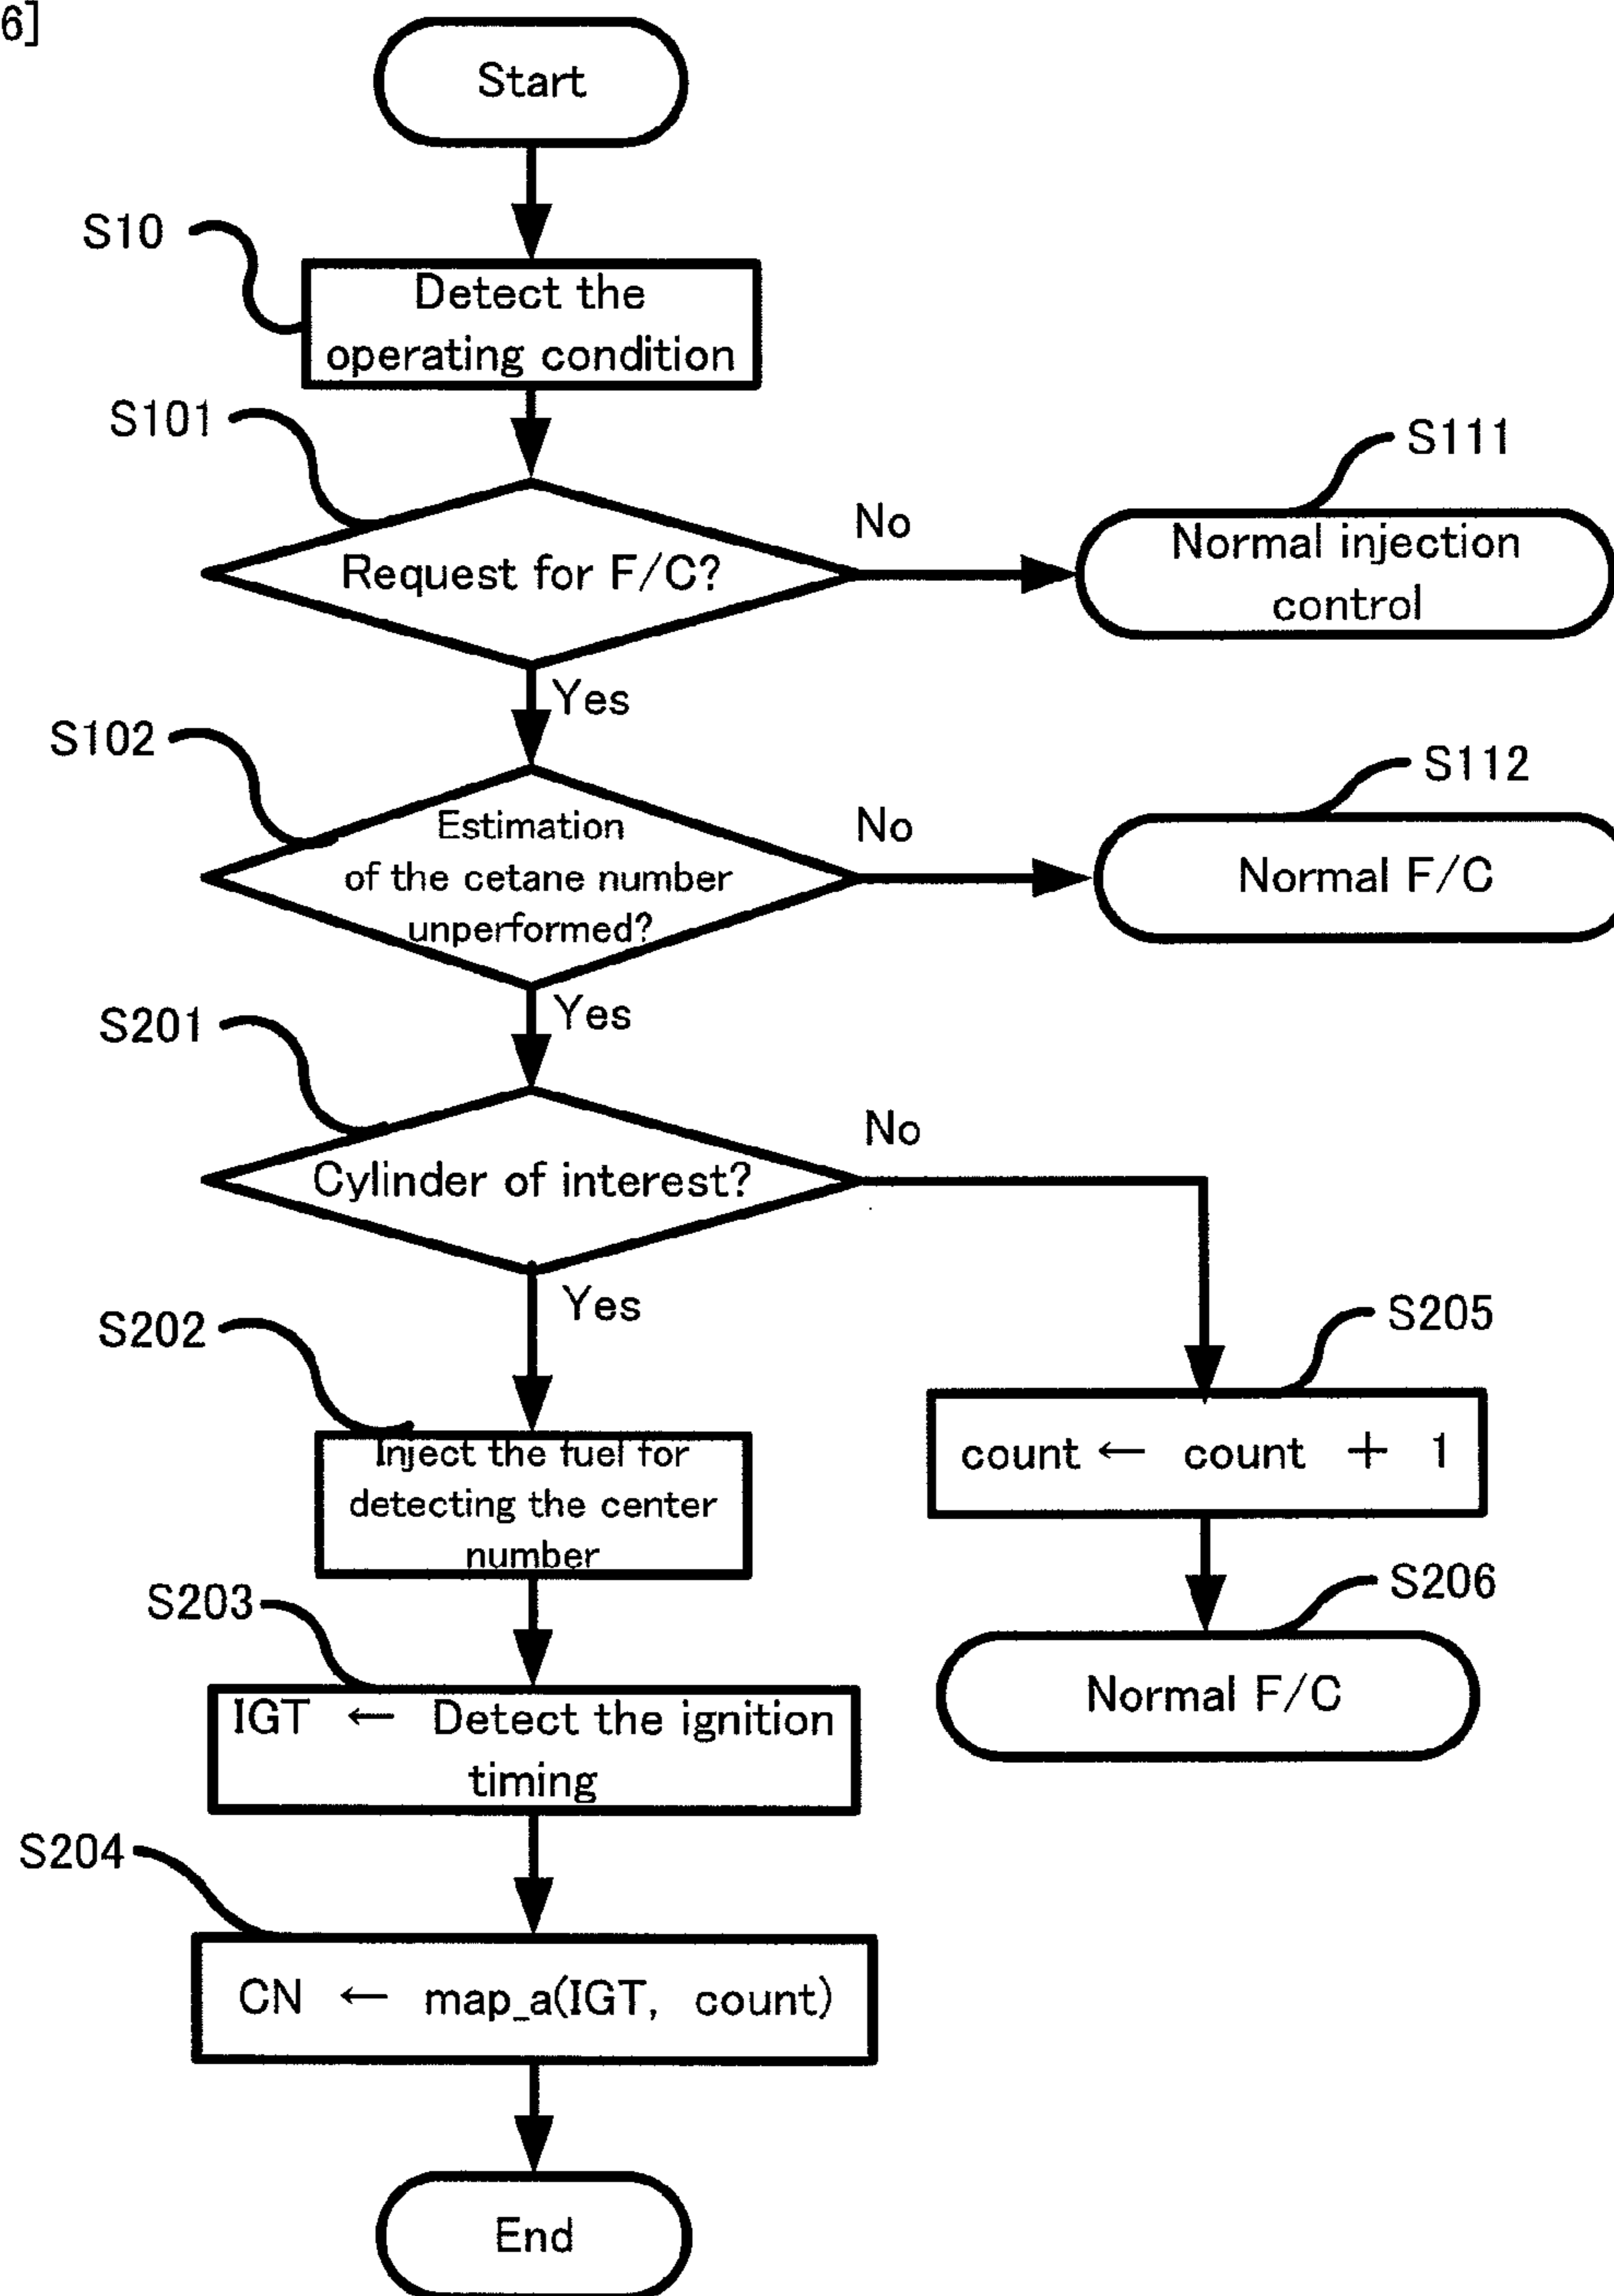 6]
Start
S10
Detect the
operating condition
S101
Request for F/C?
No
S111
Normal injection
control
Yes
S102
Estimation
of the cetane number
unperformed?
No
S112
Normal F/C
Yes
S201
Cylinder of interest?
No
Yes
S202
Inject the fuel for
detecting the center
number
S205
count ← count + 1
S203
IGT ← Detect the ignition
timing
S206
Normal F/C
S204
CN ← map_a(IGT, count)
End